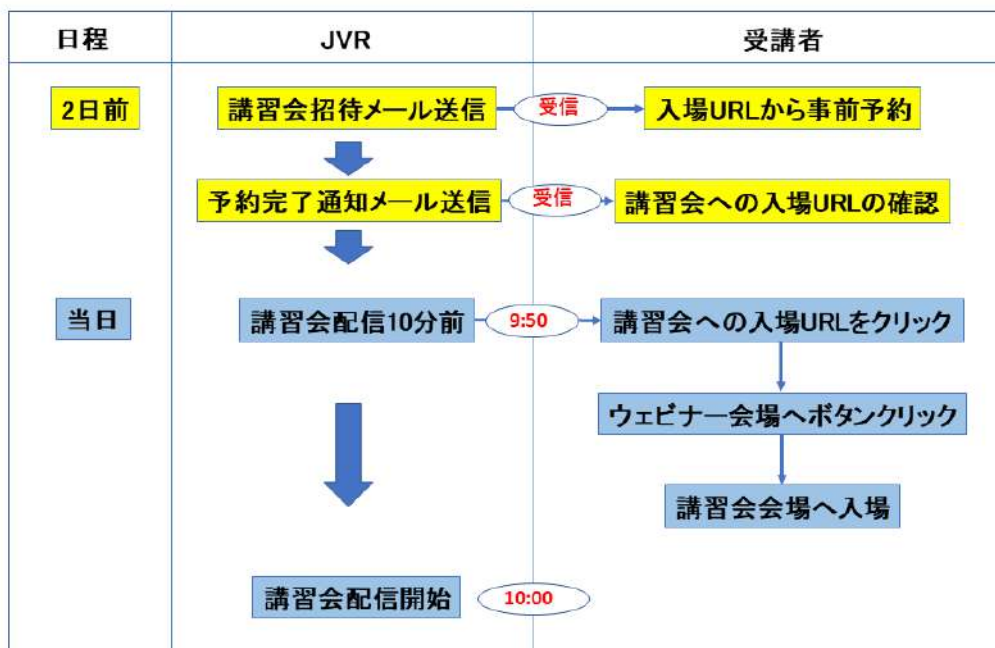 日程
JVR
受講者
2日前
講習会招待メール送信
受信
入場URLから事前予約
予約完了通知メール送信
受信
講習会への入場URLの確認
当日
講習会配信10分前
9:50
講習会への入場URLをクリック
ウェビナー会場へボタンクリック
講習会会場へ入場
講習会配信開始
10:00